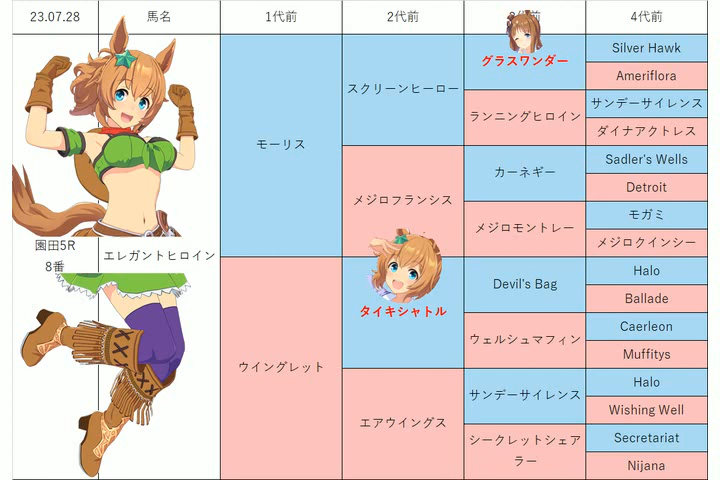 23.07.28 馬名 1代前 2代前 4代前
園田5R
8番
エレガントヒロイン
モーリス
ウイングレット
スクリーンヒーロー
メジロフランシス
タイキシャトル
エアウイングス
グラスワンダー
ランニングヒロイン
カーネギー
メジロモントレー
Devil's Bag
ウェルシュマフィン
サンデーサイレンス
シークレットシェア
ラー
Silver Hawk
Ameriflora
サンデーサイレンス
ダイナアクトレス
Sadler's Wells
Detroit
モガミ
メジロクインシー
Halo
Ballade
Caerleon
Muffitys
Halo
Wishing Well
Secretariat
Nijana